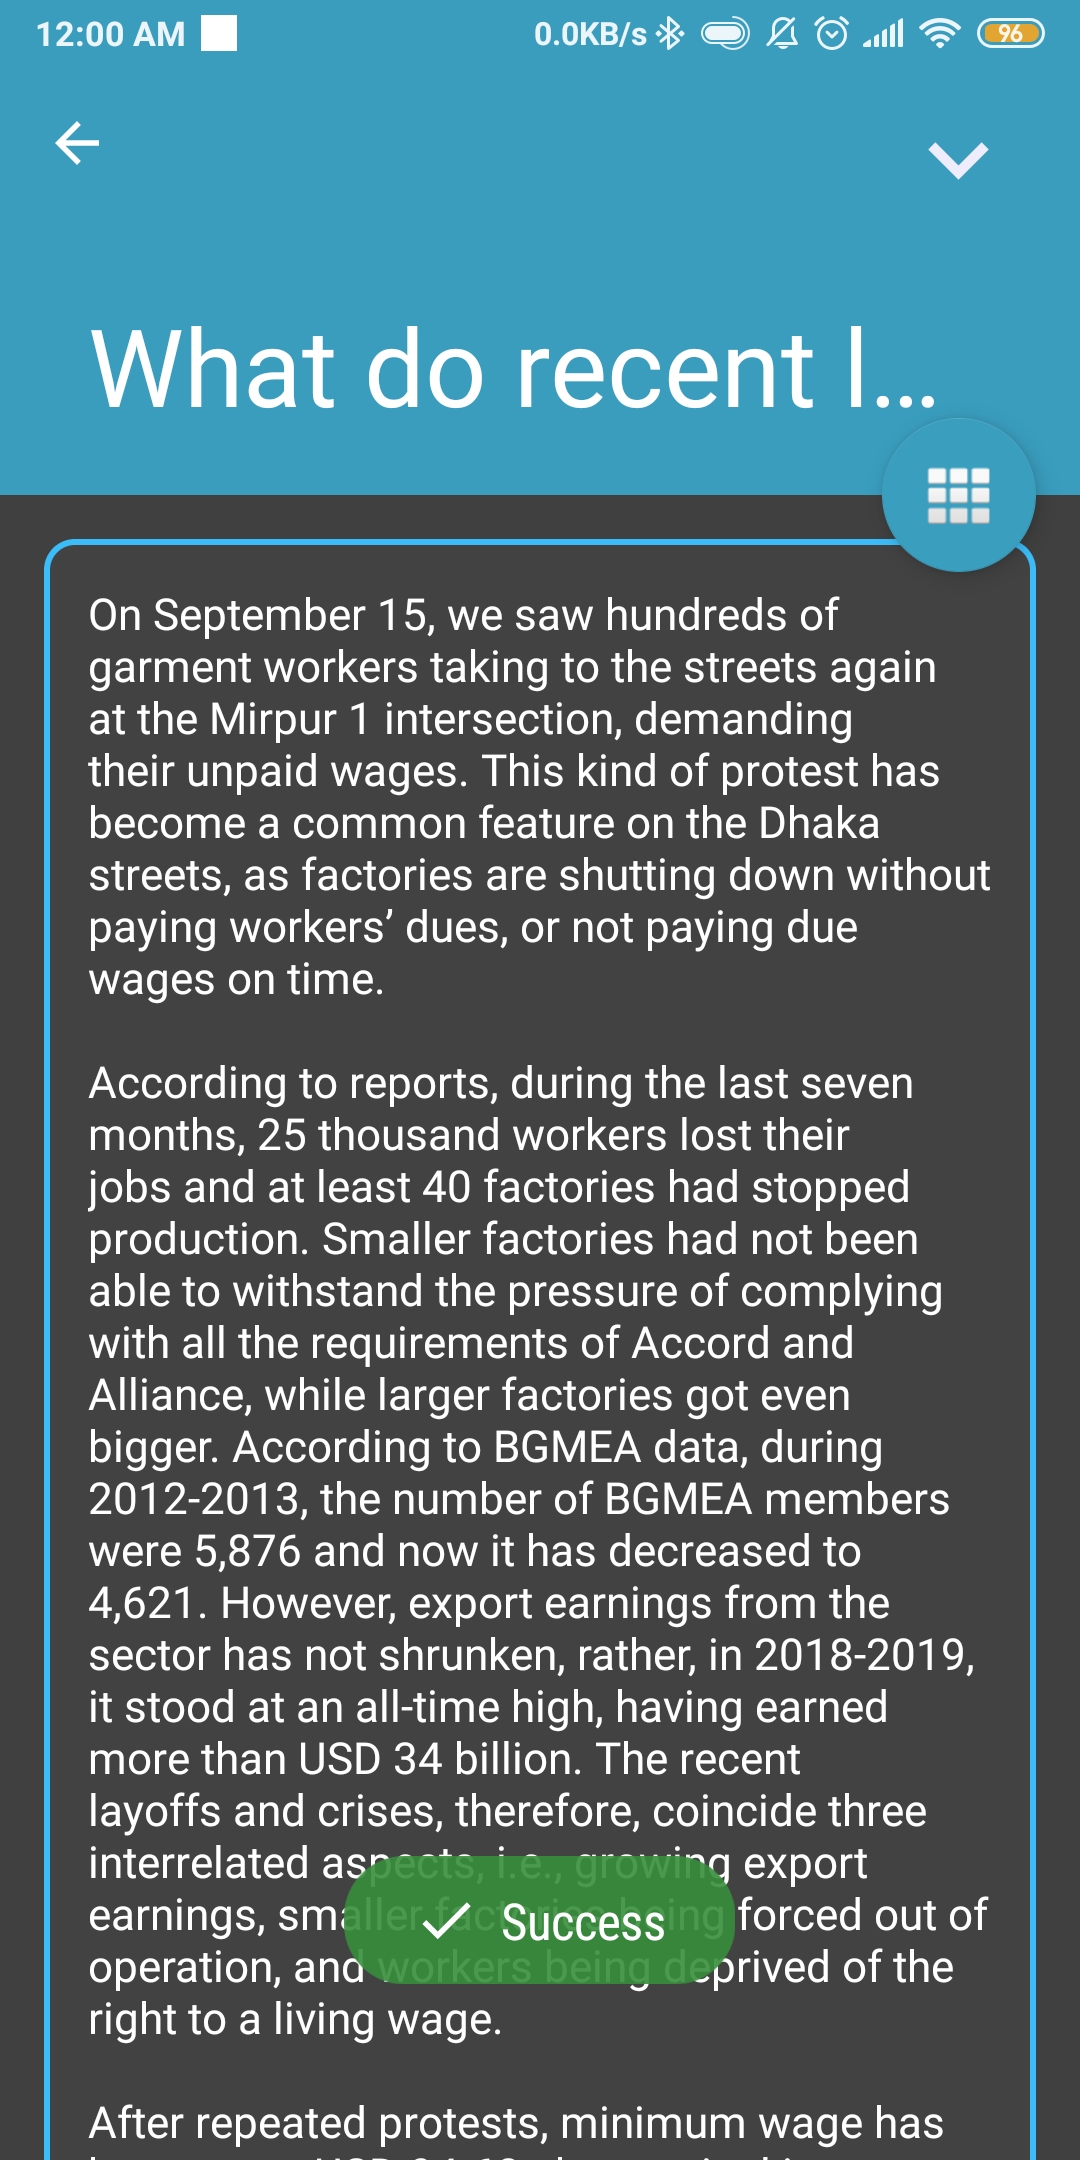 12:00 AM
0.0KB/s
96
What do recent l...
On September 15, we saw hundreds of
garment workers taking to the streets again
at the Mirpur 1 intersection, demanding
their unpaid wages. This kind of protest has
become a common feature on the Dhaka
streets, as factories are shutting down without
paying workers’ dues, or not paying due
wages on time.
According to reports, during the last seven
months, 25 thousand workers lost their
jobs and at least 40 factories had stopped
production. Smaller factories had not been
able to withstand the pressure of complying
with all the requirements of Accord and
Alliance, while larger factories got even
bigger. According to BGMEA data, during
2012-2013, the number of BGMEA members
were 5,876 and now it has decreased to
4,621. However, export earnings from the
sector has not shrunken, rather, in 2018-2019,
it stood at an all-time high, having earned
more than USD 34 billion. The recent
layoffs and crises, therefore, coincide three
interrelated aspects, i.e., growing export
earnings, smaller factories being forced out of
operation, and workers being deprived of the
right to a living wage.
Success
After repeated protests, minimum wage has